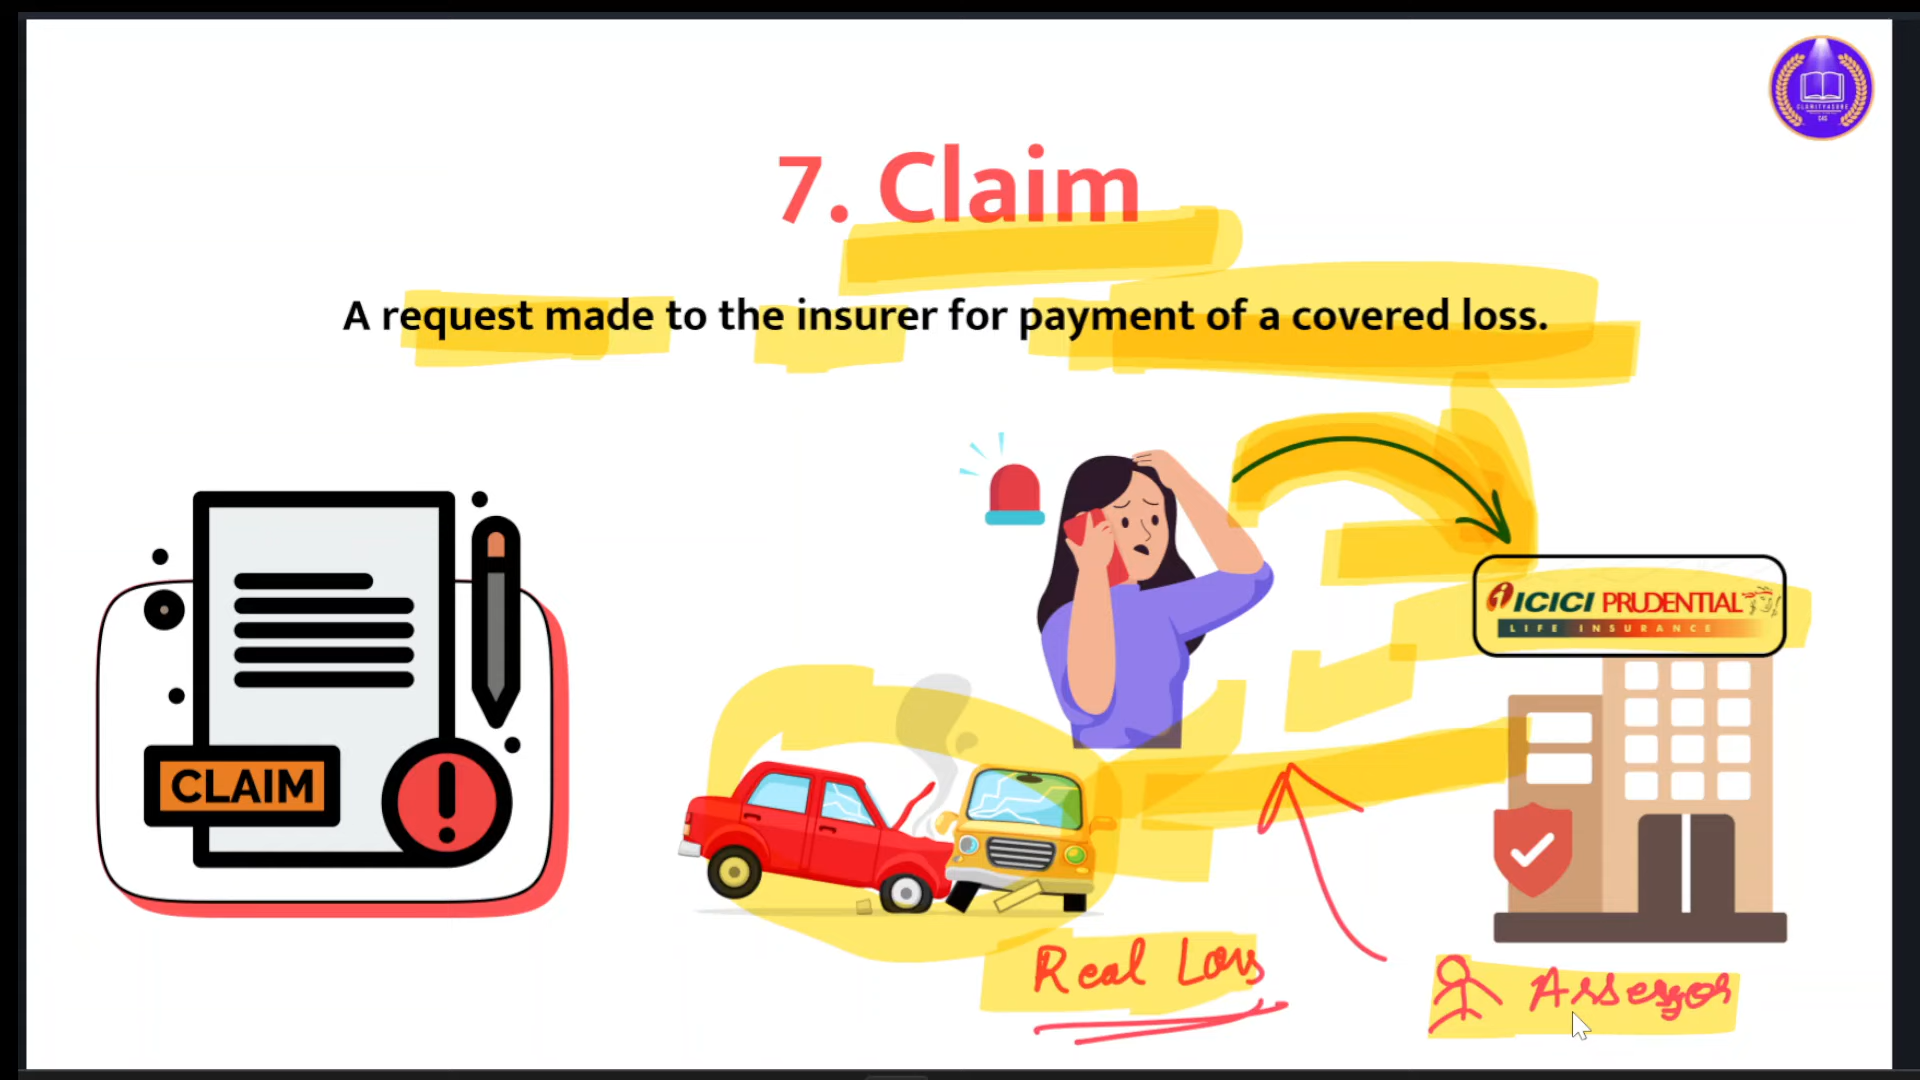 7. Claim
A request made to the insurer for payment of a covered loss.
ICICI PRUDENTIAL
LIFE INSURANCE
CLAIM
Real Loss
Assessor